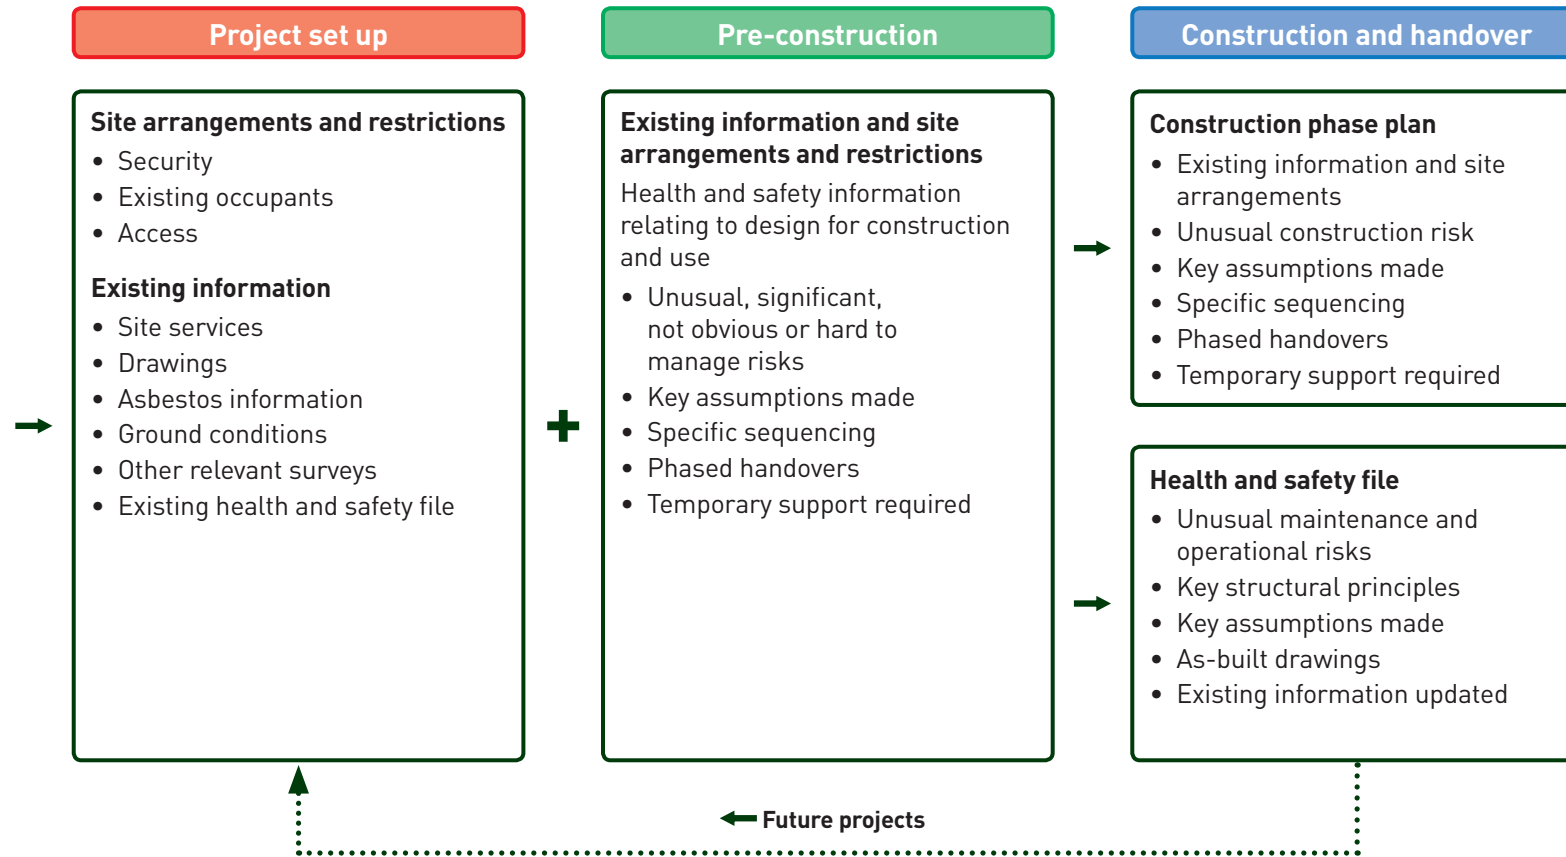 Project set up
Pre-construction
Construction and handover
Site arrangements and restrictions
• Security
• Existing occupants
• Access
Existing information
• Site services
• Drawings
• Asbestos information
• Ground conditions
• Other relevant surveys
• Existing health and safety file
+
Existing information and site
arrangements and restrictions
Health and safety information
relating to design for construction
and use
• Unusual, significant,
not obvious or hard to
manage risks
• Key assumptions made
• Specific sequencing
• Phased handovers
• Temporary support required
Construction phase plan
• Existing information and site
arrangements
• Unusual construction risk
• Key assumptions made
• Specific sequencing
• Phased handovers
• Temporary support required
Health and safety file
• Unusual maintenance and
operational risks
• Key structural principles
• Key assumptions made
• As-built drawings
• Existing information updated
Future projects